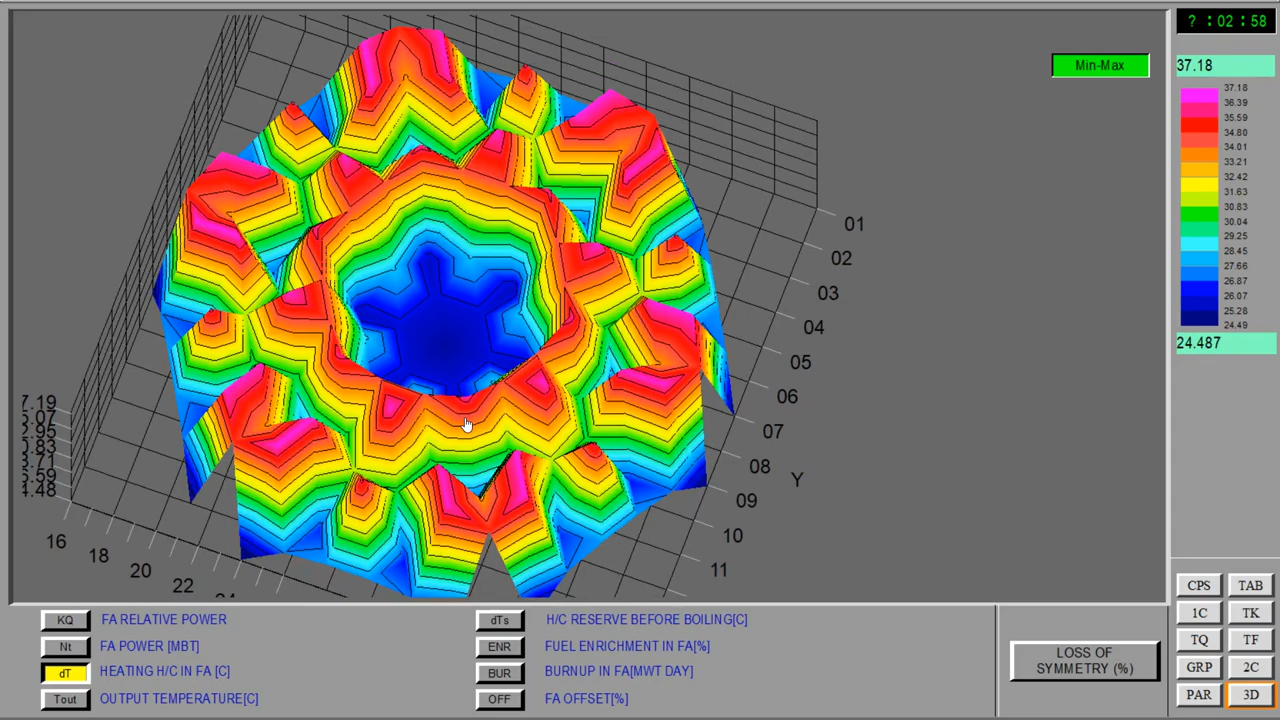 ? : 02 : 58
Min-Max
37.18
37.18
36.39
35.59
34.80
34.01
33.21
32.42
31.63
30.83
30.04
29.25
28.45
27.66
26.87
26.07
25.28
24.49
24.487
01
02
03
04
05
06
07
08
09
10
11
Y
7.19
16
18
20
22
KQ FA RELATIVE POWER
Nt FA POWER [MBT]
dT HEATING H/C IN FA [C]
Tout OUTPUT TEMPERATURE[C]
dTs H/C RESERVE BEFORE BOILING[C]
ENR FUEL ENRICHMENT IN FA[%]
BUR BURNUP IN FA[MWT DAY]
OFF FA OFFSET[%]
LOSS OF
SYMMETRY (%)
CPS TAB
1C TK
TQ TF
GRP 2C
PAR 3D